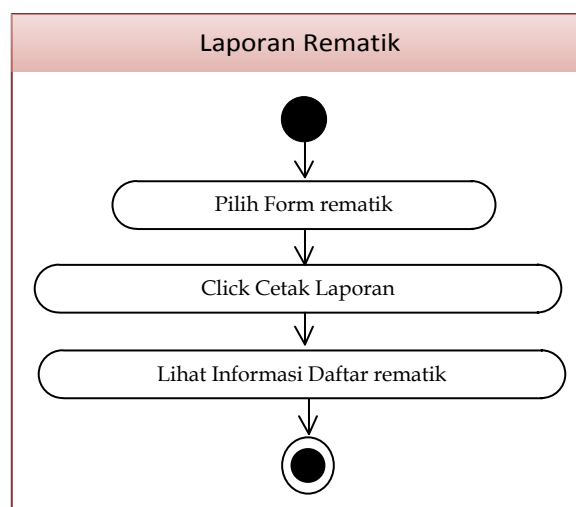 Laporan Rematik
Pilih Form rematik
Click Cetak Laporan
Lihat Informasi Daftar rematik